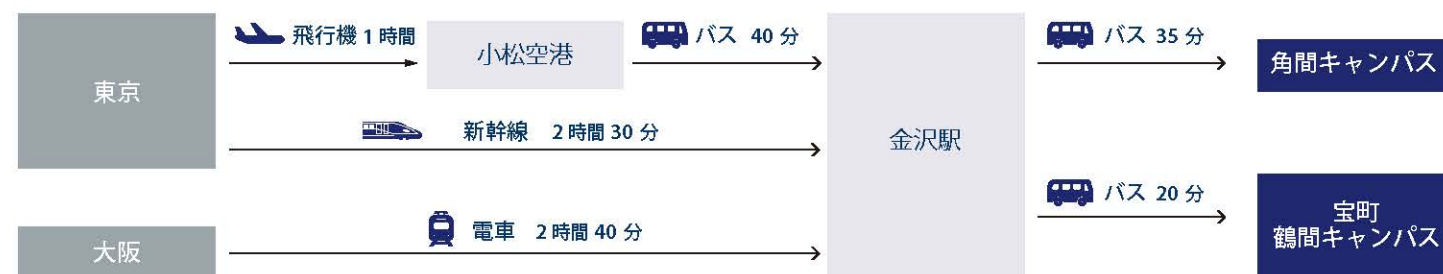 東京
飛行機 1 時間
小松空港
バス 40 分
新幹線 2 時間 30 分
大阪
電車 2 時間 40 分
金沢駅
バス 35 分
角間キャンパス
バス 20 分
宝町
鶴間キャンパス